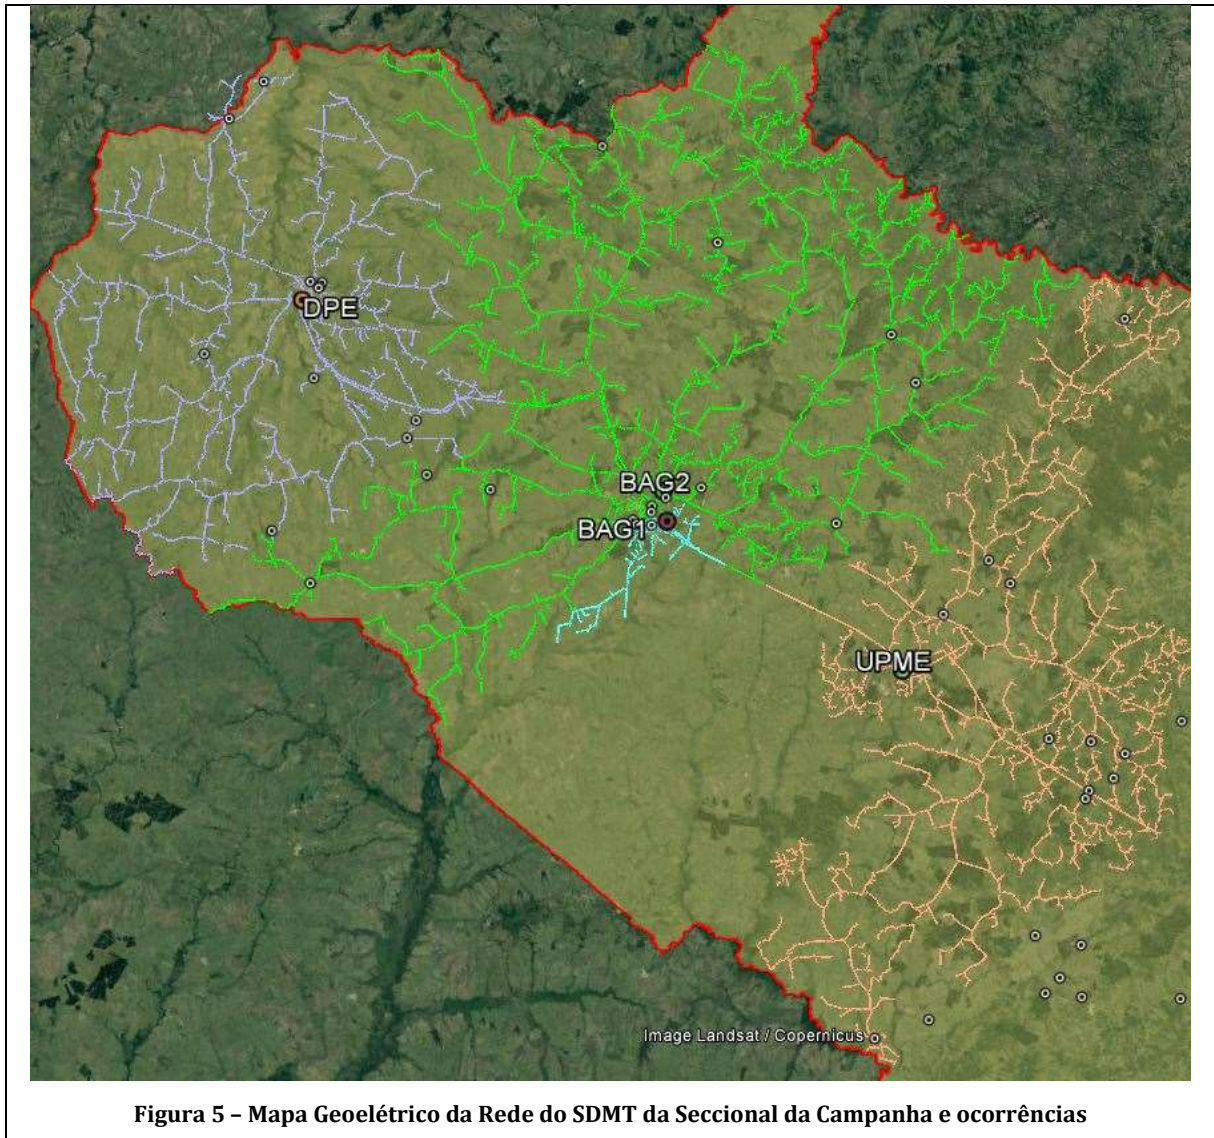 DPE
BAG2
BAG1
UPME
Image Landsat / Copernicus
Figura 5 – Mapa Geoelétrico da Rede do SDMT da Seccional da Campanha e ocorrências